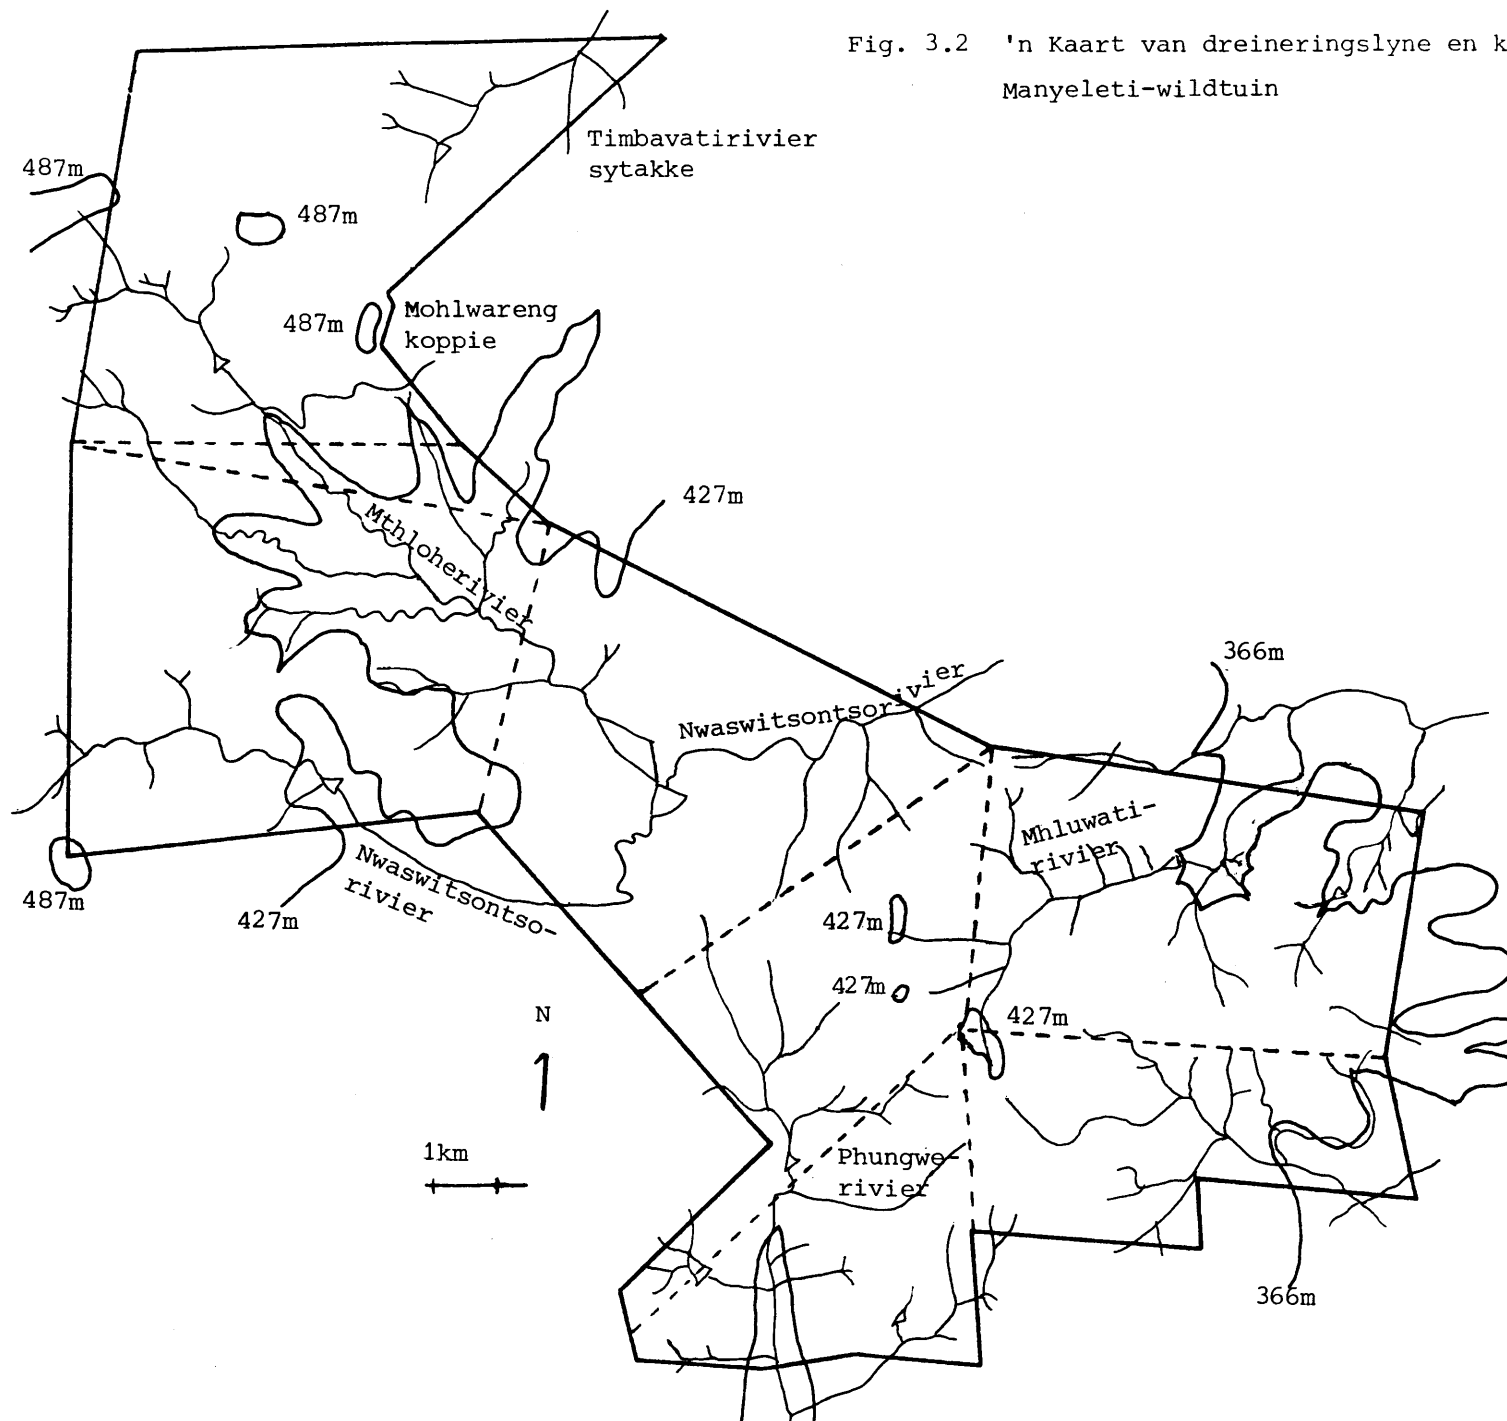 Fig. 3.2 'n Kaart van dreineringslyne en k
Manyeleti-wildtuin
Timbavatirivier
sytakke
487m
487m
487m
Mohlwareng
koppie
427m
Mthloherivier
366m
Nwaswitsontsorivier
Mhluwati-
rivier
Nwaswitsontso-
rivier
487m
427m
427m
427m
427m
N
1km
Phungwe-
rivier
366m